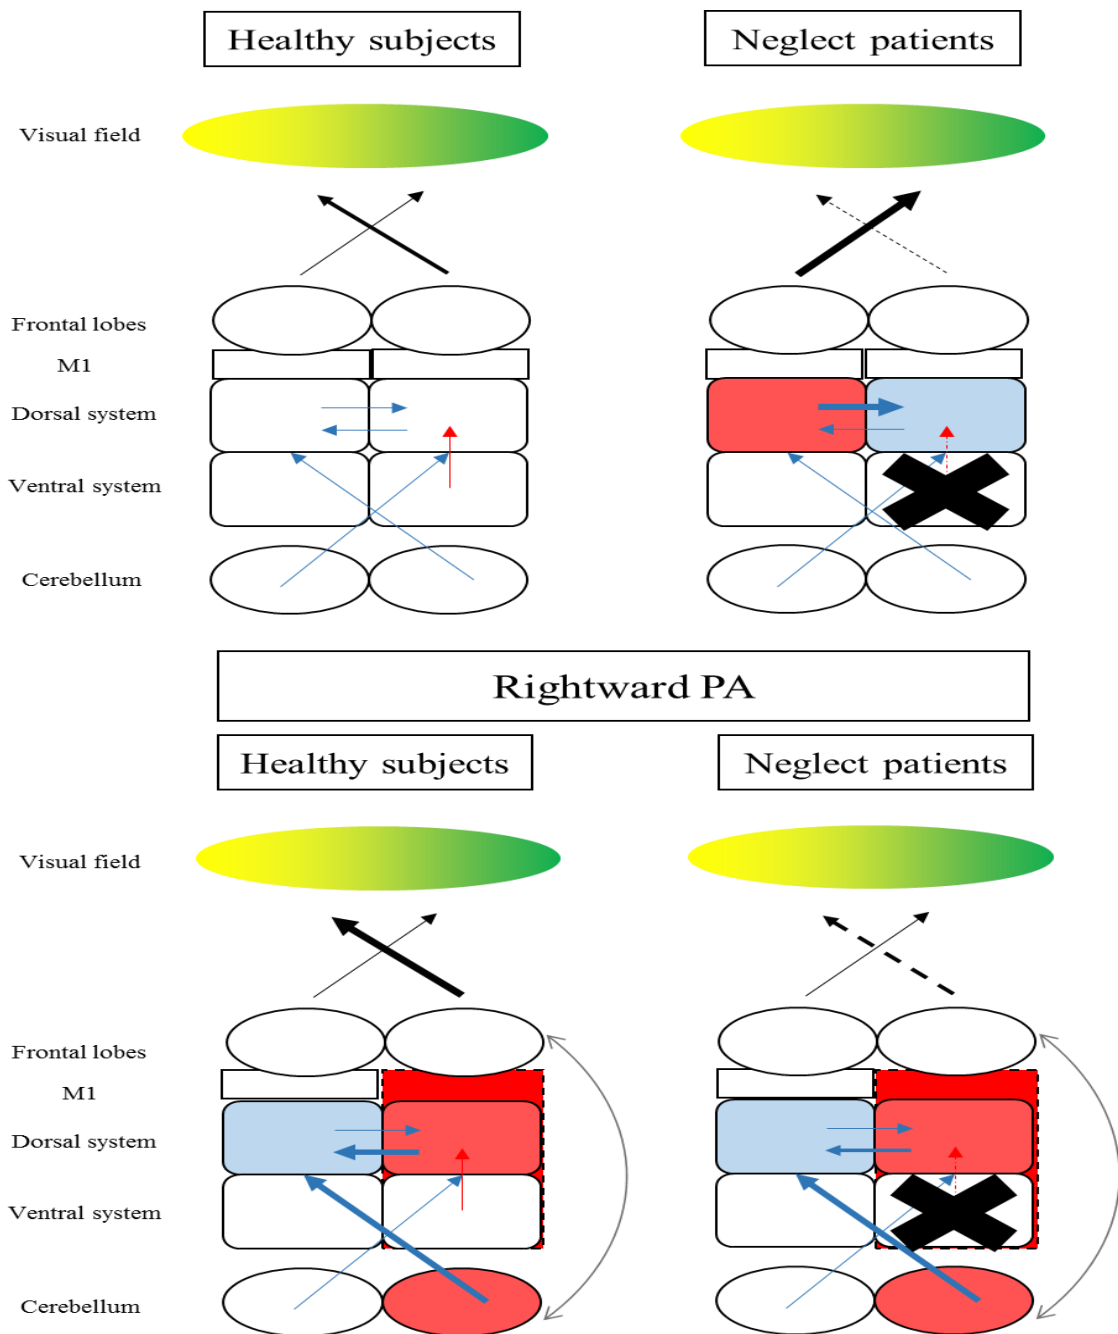 Healthy subjects
Neglect patients
Visual field
Frontal lobes
M1
Dorsal system
Ventral system
Cerebellum
Rightward PA
Healthy subjects
Neglect patients
Visual field
Frontal lobes
M1
Dorsal system
Ventral system
Cerebellum